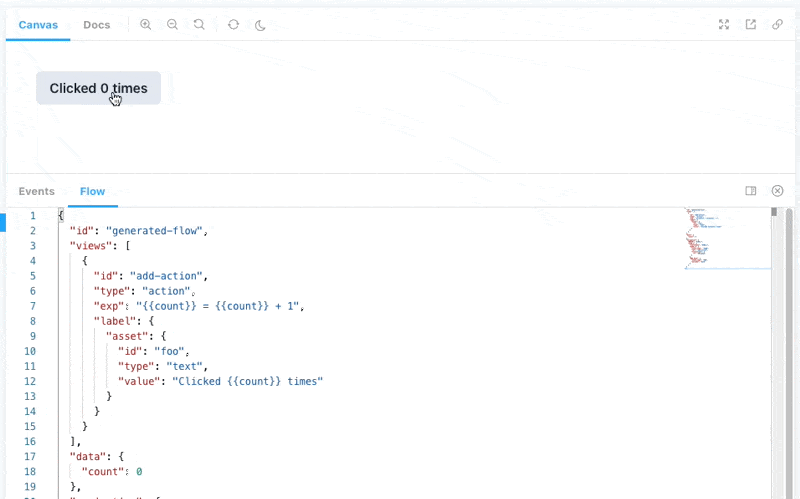 Canvas Docs
Clicked 0 times
Events Flow
1 {
2 "id": "generated-flow",
3 "views": [
4 {
5 "id": "add-action",
6 "type": "action",
7 "exp": "{{count}} = {{count}} + 1",
8 "label": {
9 "asset": {
10 "id": "foo",
11 "type": "text",
12 "value": "Clicked {{count}} times"
13 }
14 }
15 }
16 ],
17 "data": {
18 "count": 0
19 },